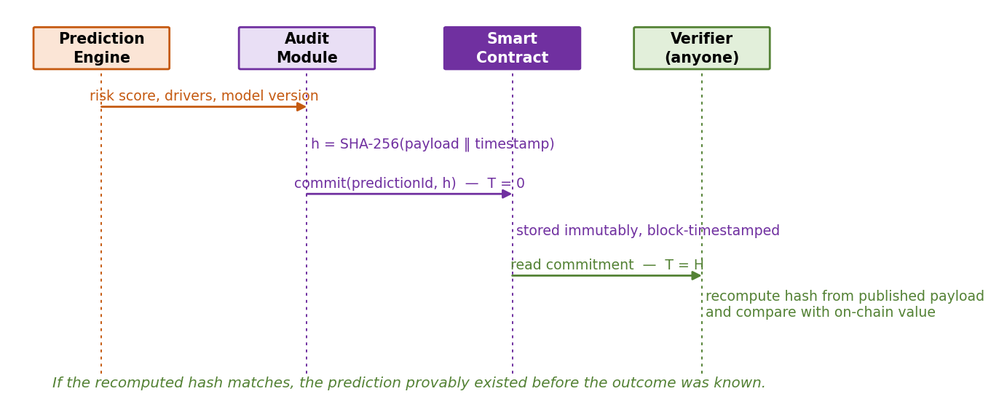 Prediction
Engine
Audit
Module
Smart
Contract
Verifier
(anyone)
risk score, drivers, model version
h = SHA-256(payload ∥ timestamp)
commit(predictionId, h)  —  T = 0
stored immutably, block-timestamped
read commitment  —  T = H
recompute hash from published payload
and compare with on-chain value
If the recomputed hash matches, the prediction provably existed before the outcome was known.